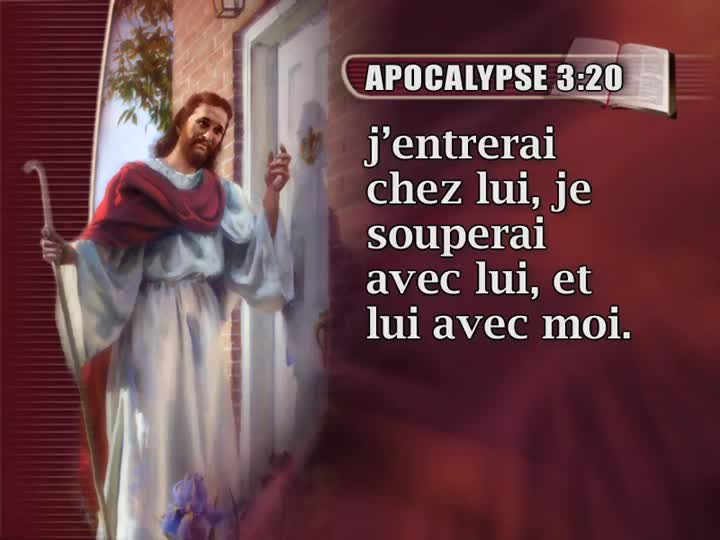 APOCALYPSE 3:20
j’entrerai
chez lui, je
souperai
avec lui, et
lui avec moi.